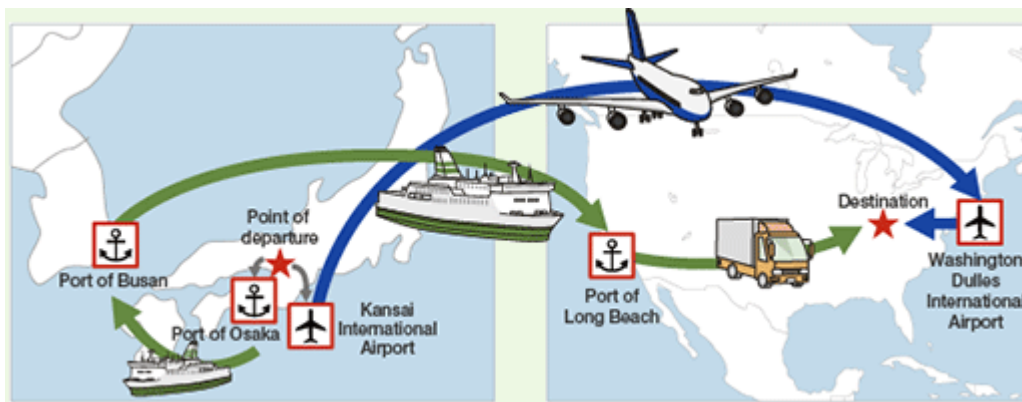 Point of
departure
Port of Busan
Port of Osaka
Kansai
International
Airport
Port of
Long Beach
Destination
Washington
Dulles
International
Airport